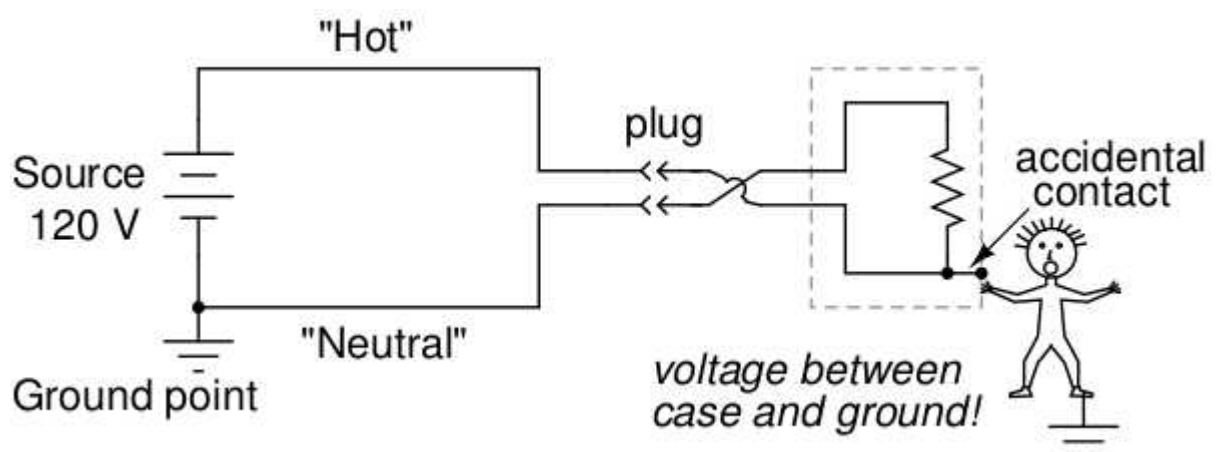 "Hot"
plug
Source
120 V
accidental
contact
"Neutral"
Ground point
voltage between
case and ground!